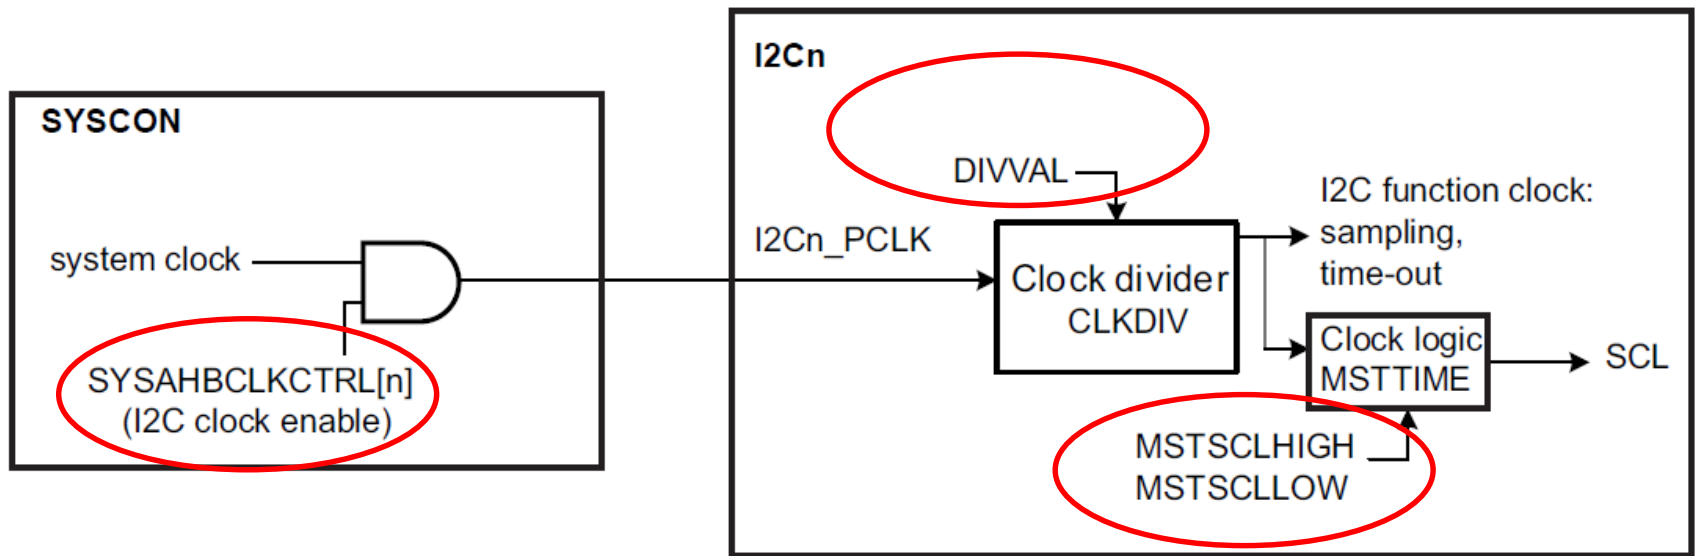 SYSCON
system clock
SYSAHBCLKCTRL[n]
(I2C clock enable)
I2Cn
DIVVAL
I2Cn_PCLK
Clock divider
CLKDIV
I2C function clock:
sampling,
time-out
Clock logic
MSTTIME
SCL
MSTSCLHIGH
MSTSCLLOW